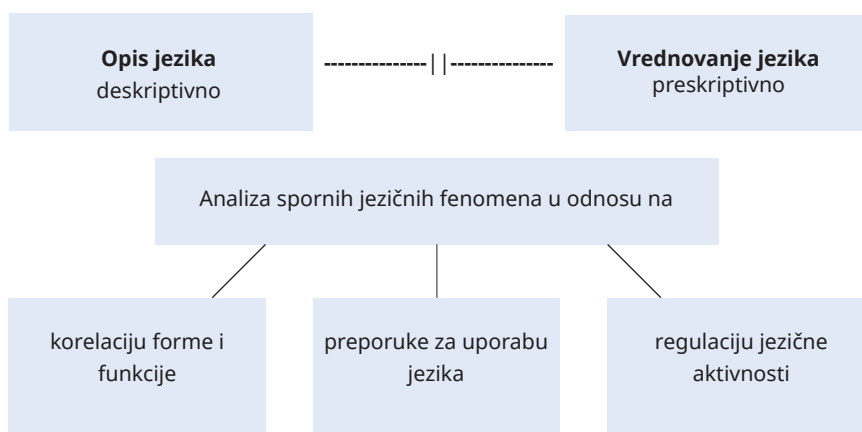 Opis jezika
deskriptivno
---------------||---------------
Vrednovanje jezika
preskriptivno
Analiza spornih jezičnih fenomena u odnosu na
korelaciju forme i
funkcije
preporuke za uporabu
jezika
regulaciju jezične
aktivnosti